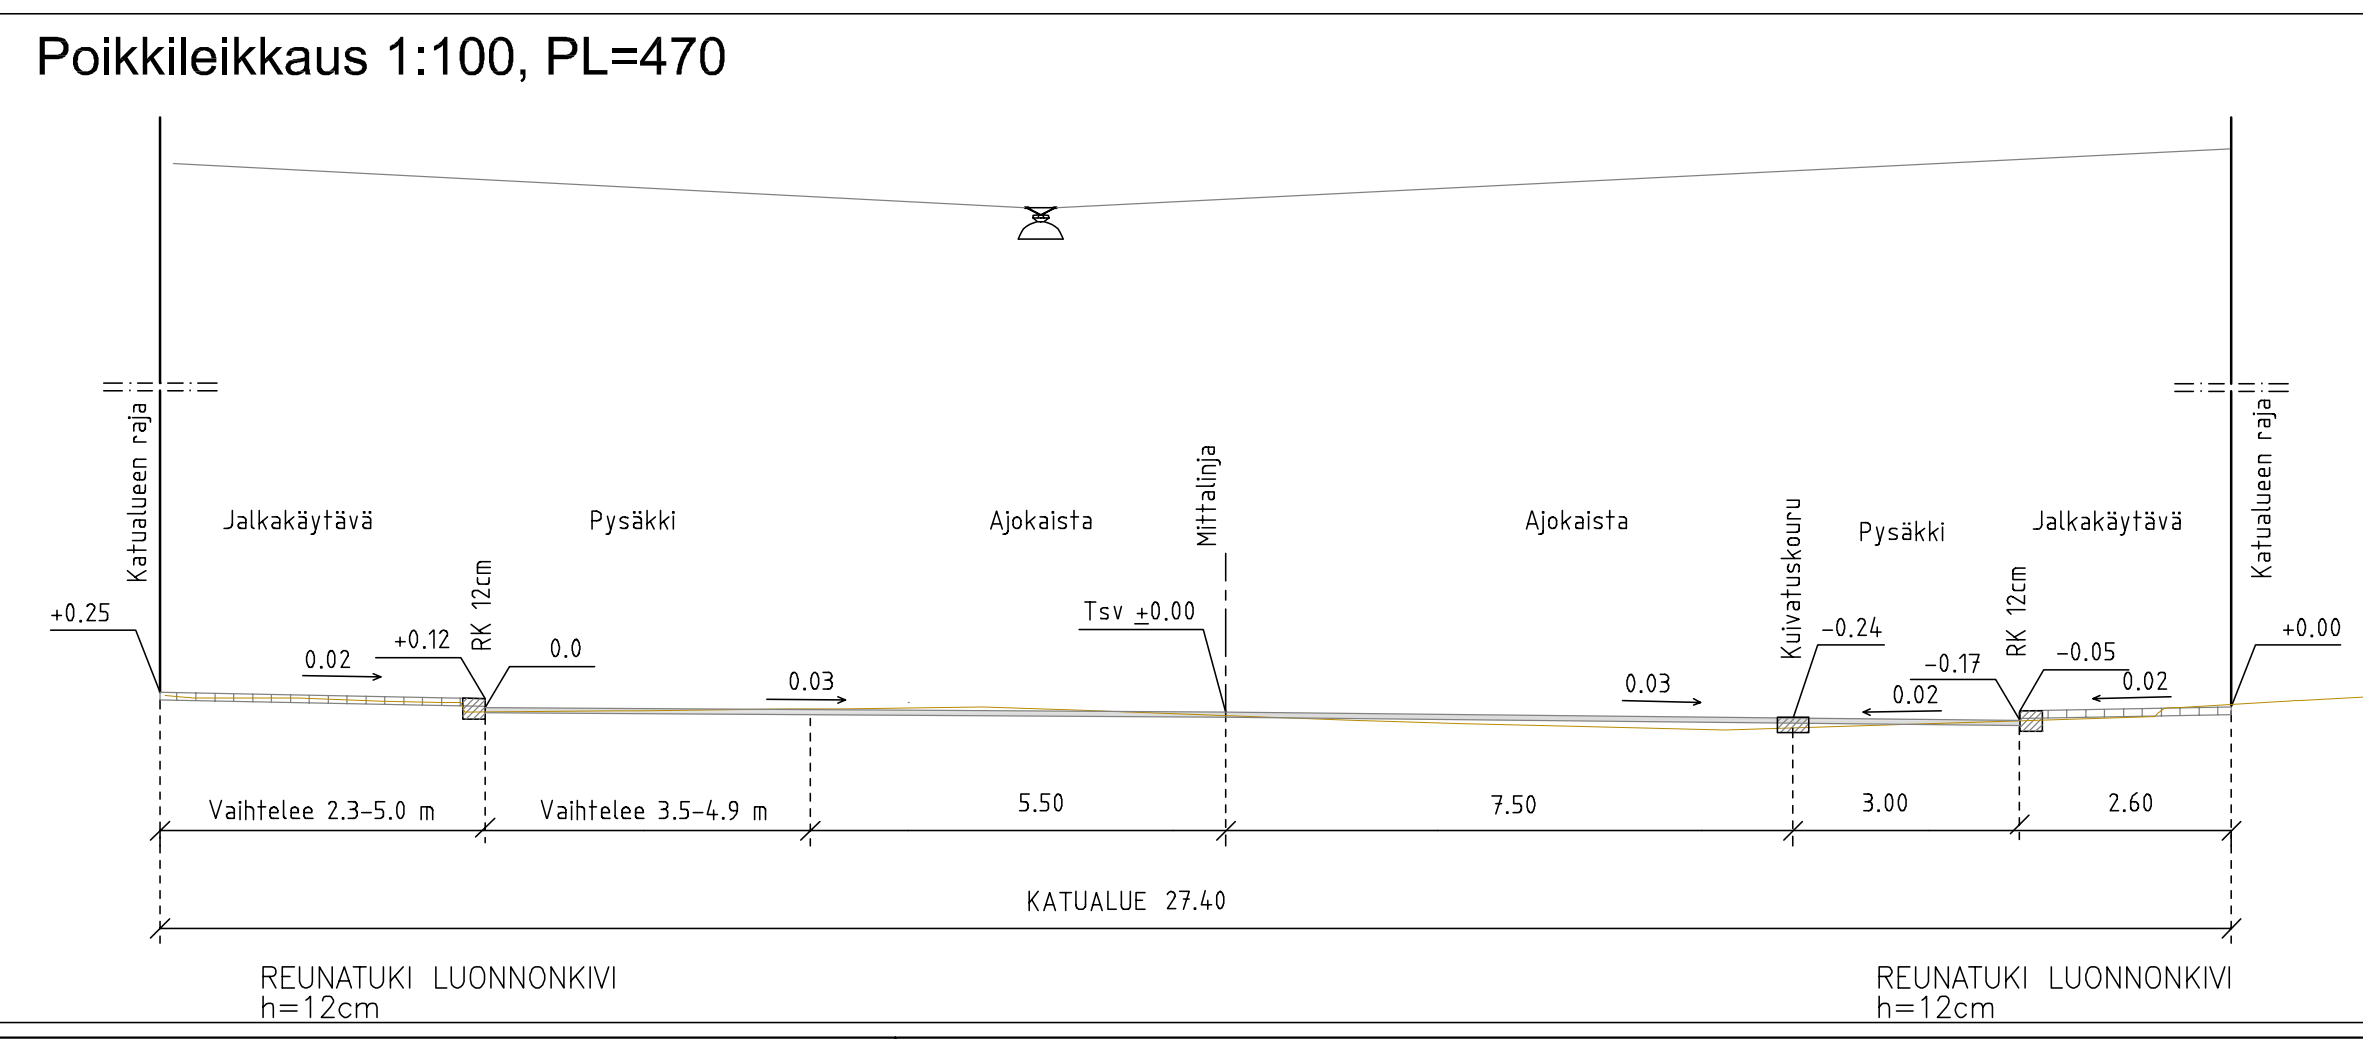 Poikkileikkaus 1:100, PL=470
Katualueen raja
Jalkakäytävä
RK 12cm
Pysäkki
Ajokaista
Mittalinja
Ajokaista
Kuivatuskouru
Pysäkki
RK 12cm
Jalkakäytävä
Katualueen raja
+0.25
0.02
+0.12
0.0
0.03
Tsv ±0.00
0.03
-0.24
-0.17
0.02
-0.05
0.02
+0.00
Vaihtelee 2.3-5.0 m
Vaihtelee 3.5-4.9 m
5.50
7.50
3.00
2.60
KATUALUE 27.40
REUNATUKI LUONNONKIVI
h=12cm
REUNATUKI LUONNONKIVI
h=12cm